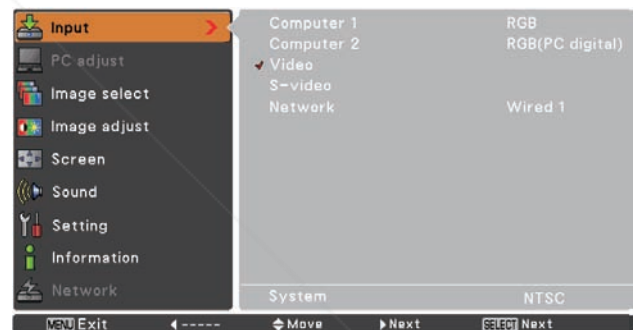 Input
PC adjust
Image select
Image adjust
Screen
Sound
Setting
Information
Network
Computer 1 RGB
Computer 2 RGB(PC digital)
Video
S-video
Network Wired 1
System NTSC
MENU Exit ----- Move Next SELECT Next